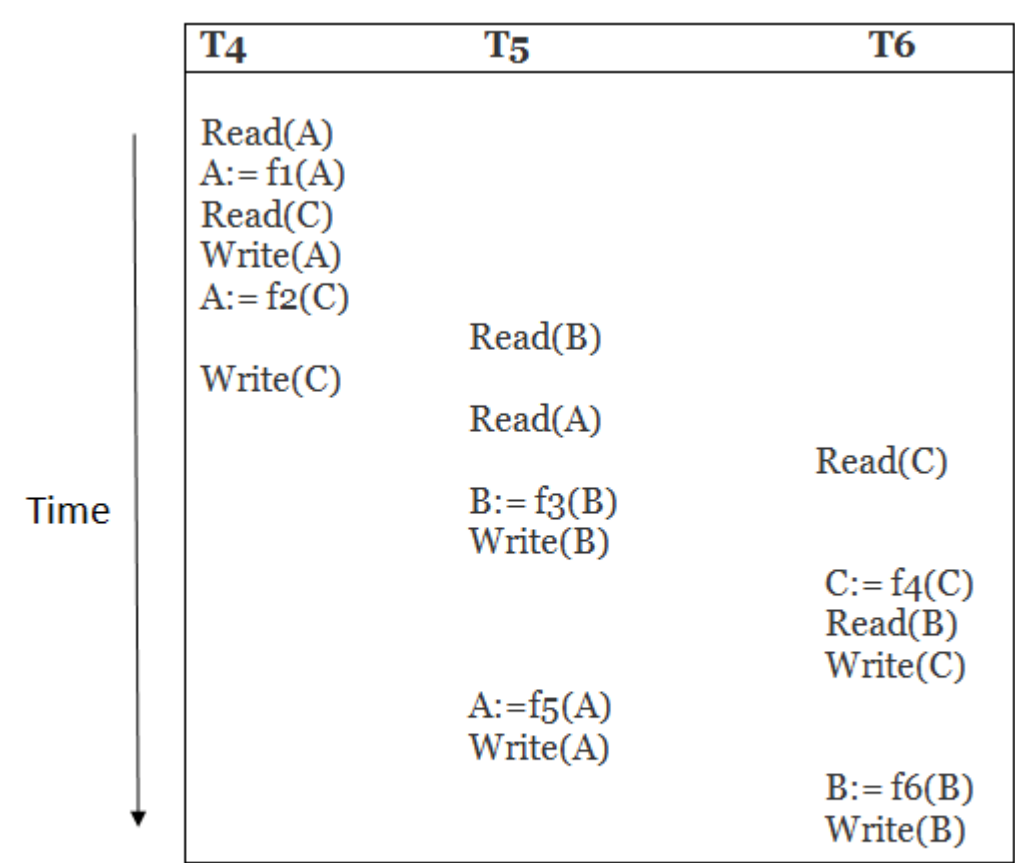 T4 T5 T6
Read(A)
A:= f1(A)
Read(C)
Write(A)
A:= f2(C)
Read(B)
Write(C)
Read(A)
Read(C)
Time
B:= f3(B)
Write(B)
C:= f4(C)
Read(B)
Write(C)
A:=f5(A)
Write(A)
B:= f6(B)
Write(B)